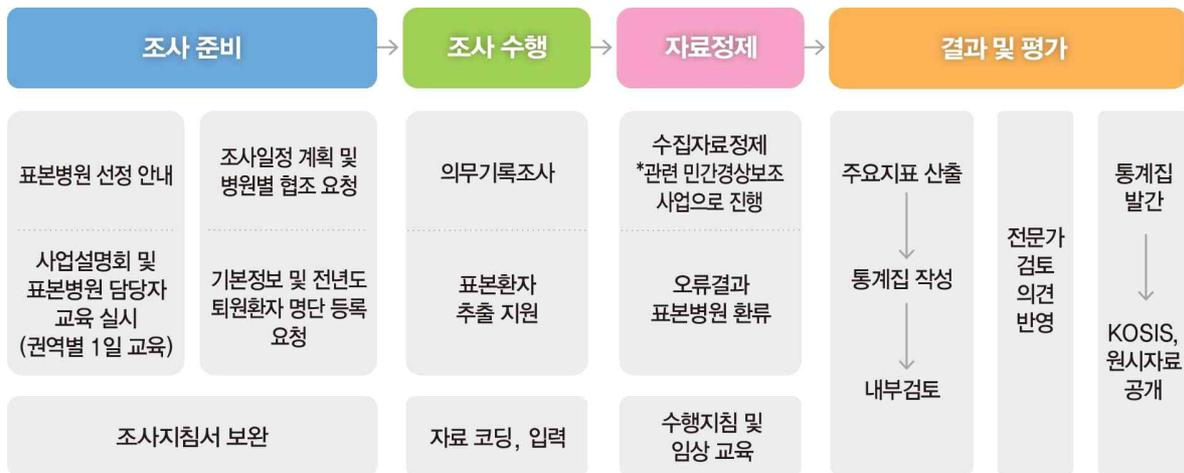 조사 준비
조사 수행
자료정제
결과 및 평가
표본병원 선정 안내
사업설명회 및
표본병원 담당자
교육 실시
(권역별 1일 교육)
조사일정 계획 및
병원별 협조 요청
기본정보 및 전년도
퇴원환자 명단 등록
요청
조사지침서 보완
의무기록조사
표본환자
추출 지원
자료 코딩, 입력
수집자료정제
*관련 민간경상보조
사업으로 진행
오류결과
표본병원 환류
수행지침 및
임상 교육
주요지표 산출
통계집 작성
내부검토
전문가
검토
의견
반영
통계집
발간
KOSIS,
원시자료
공개